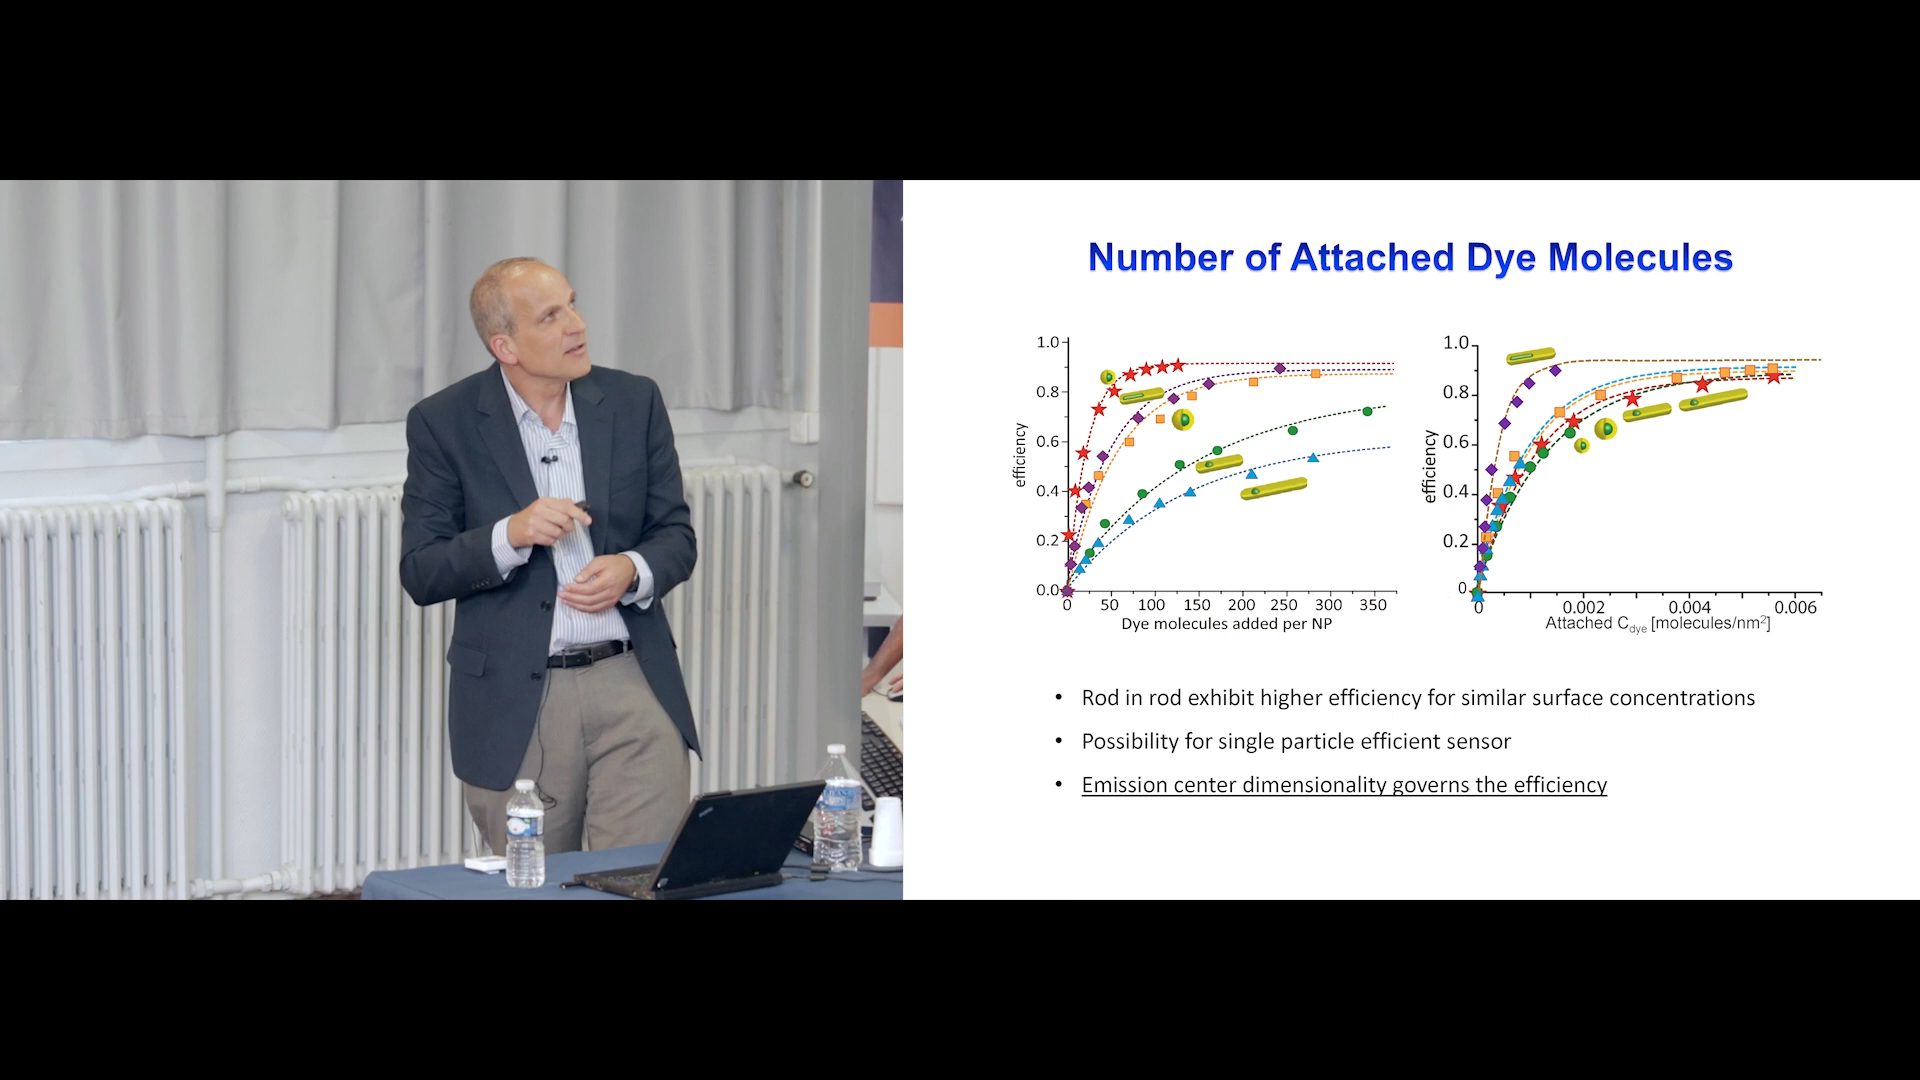 Number of Attached Dye Molecules
1.0
0.8
0.6
0.4
0.2
0.0
efficiency
0 50 100 150 200 250 300 350
Dye molecules added per NP
1.0
0.8
0.6
0.4
0.2
0
efficiency
0 0.002 0.004 0.006
Attached Cdye [molecules/nm²]
• Rod in rod exhibit higher efficiency for similar surface concentrations
• Possibility for single particle efficient sensor
• Emission center dimensionality governs the efficiency